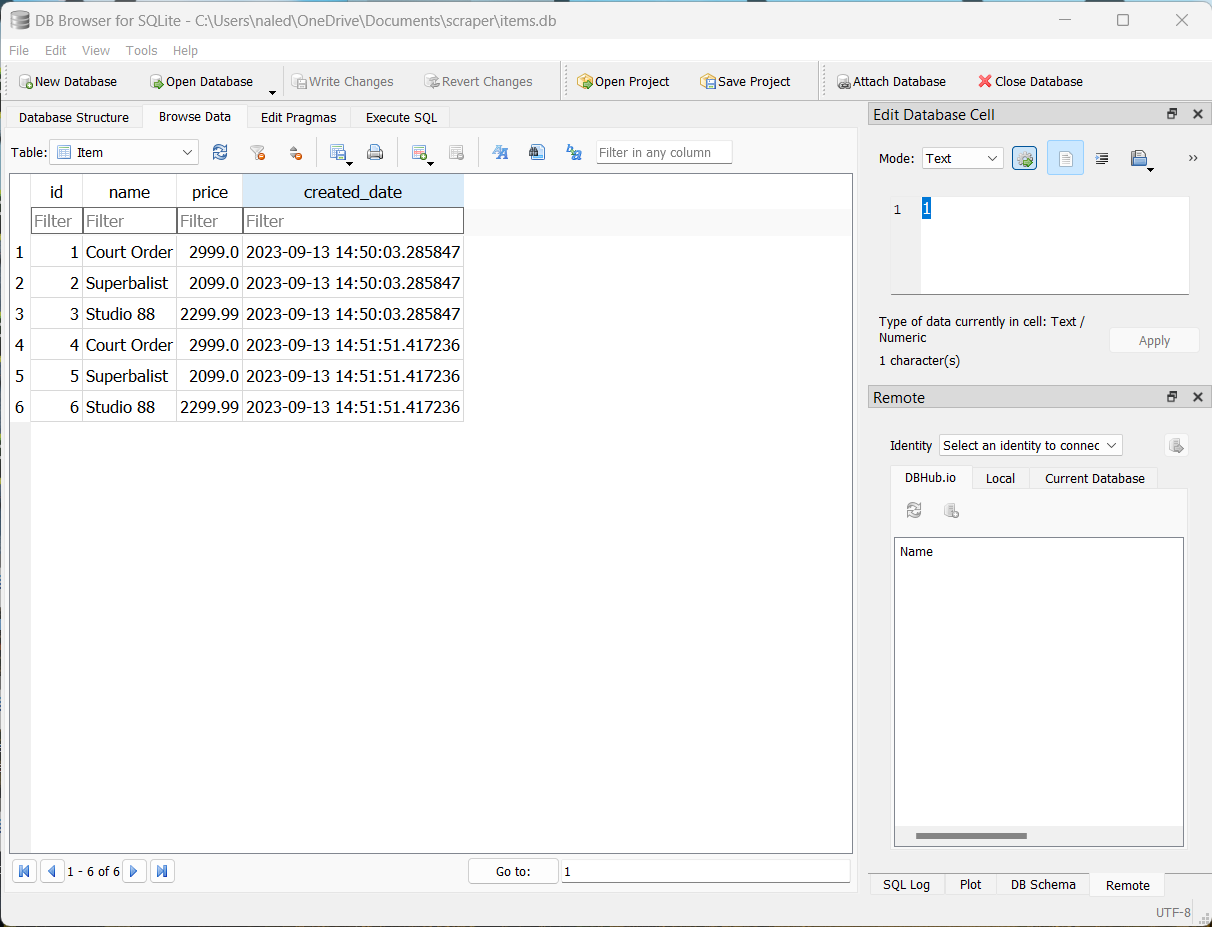 DB Browser for SQLite - C:\Users\naled\OneDrive\Documents\scraper\items.db
File Edit View Tools Help
New Database Open Database Write Changes Revert Changes Open Project Save Project Attach Database Close Database
Database Structure Browse Data Edit Pragmas Execute SQL
Table: Item Filter in any column
id name price created_date
Filter Filter Filter Filter
1 1 Court Order 2999.0 2023-09-13 14:50:03.285847
2 2 Superbalist 2099.0 2023-09-13 14:50:03.285847
3 3 Studio 88 2299.99 2023-09-13 14:50:03.285847
4 4 Court Order 2999.0 2023-09-13 14:51:51.417236
5 5 Superbalist 2099.0 2023-09-13 14:51:51.417236
6 6 Studio 88 2299.99 2023-09-13 14:51:51.417236
1 - 6 of 6 Go to: 1
Edit Database Cell
Mode: Text
1 1
Type of data currently in cell: Text /
Numeric
1 character(s)
Apply
Remote
Identity Select an identity to connec
DBHub.io Local Current Database
Name
SQL Log Plot DB Schema Remote
UTF-8